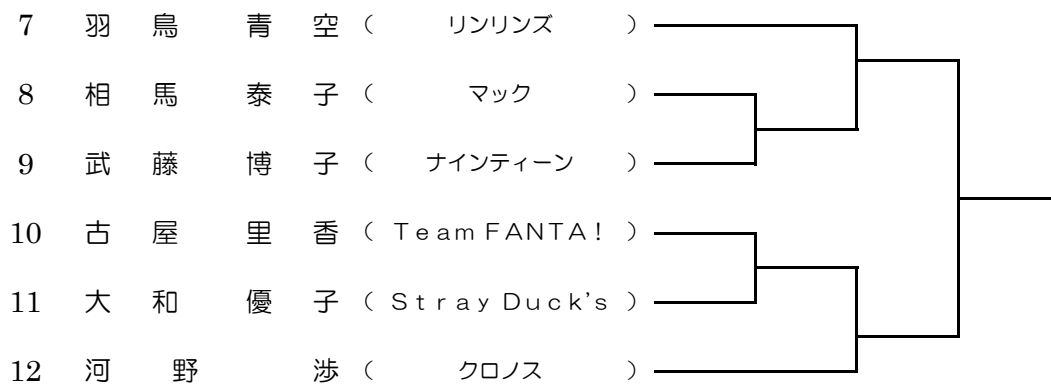 7 羽鳥 青空 ( リンリンズ )
8 相馬 泰子 ( マック )
9 武藤 博子 ( ナインティーン )
10 古屋 里香 ( Team FANTA! )
11 大和 優子 ( Stray Duck's )
12 河野 渉 ( クロノス )